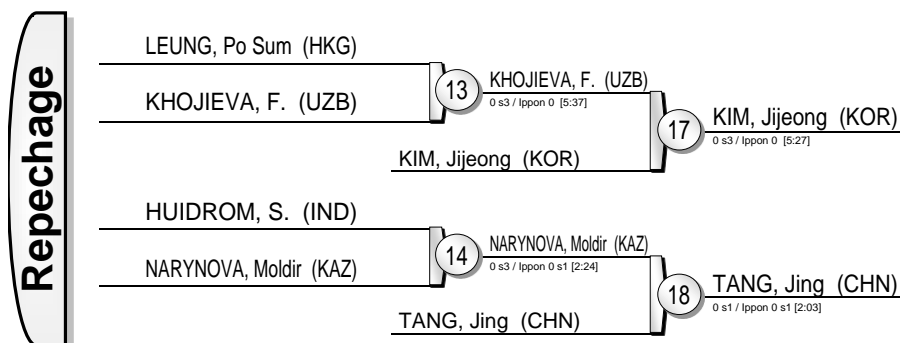 Repechage
LEUNG, Po Sum (HKG)
KHOJIEVA, F. (UZB)
13
KHOJIEVA, F. (UZB)
0 s3 / Ippon 0 [5:37]
KIM, Jijeong (KOR)
17
KIM, Jijeong (KOR)
0 s3 / Ippon 0 [5:27]
HUIDROM, S. (IND)
NARYNOVA, Moldir (KAZ)
14
NARYNOVA, Moldir (KAZ)
0 s3 / Ippon 0 s1 [2:24]
TANG, Jing (CHN)
18
TANG, Jing (CHN)
0 s1 / Ippon 0 s1 [2:03]